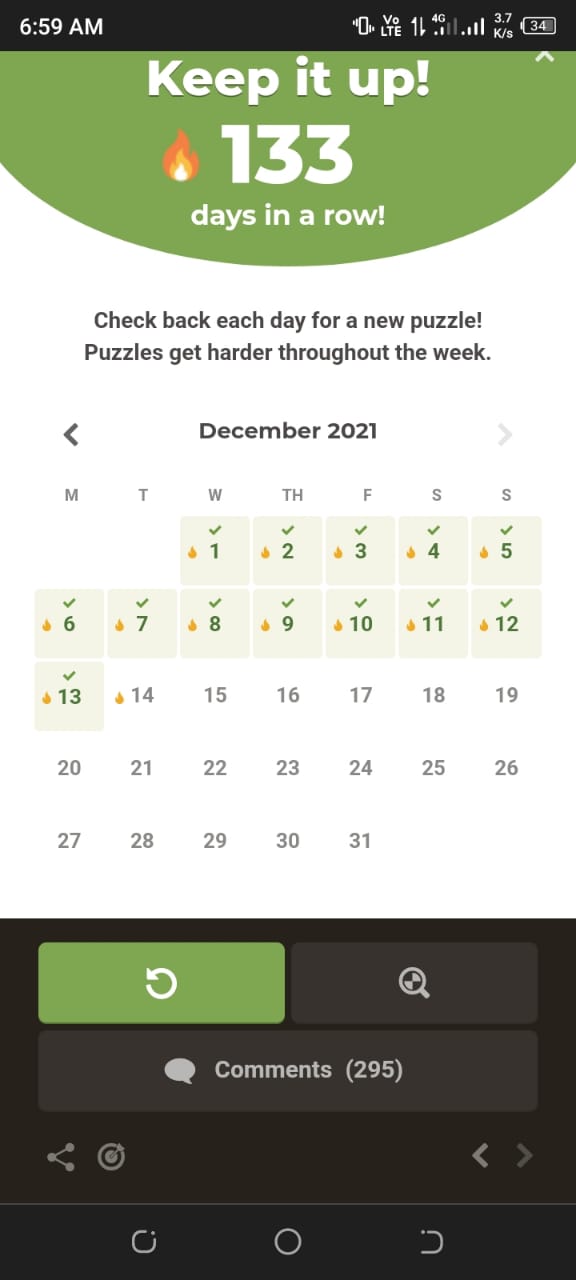 6:59 AM Vo LTE 4G 3.7 K/s 34
Keep it up!
133
days in a row!
Check back each day for a new puzzle!
Puzzles get harder throughout the week.
December 2021
M T W TH F S S
1 2 3 4 5
6 7 8 9 10 11 12
13 14 15 16 17 18 19
20 21 22 23 24 25 26
27 28 29 30 31
Comments (295)